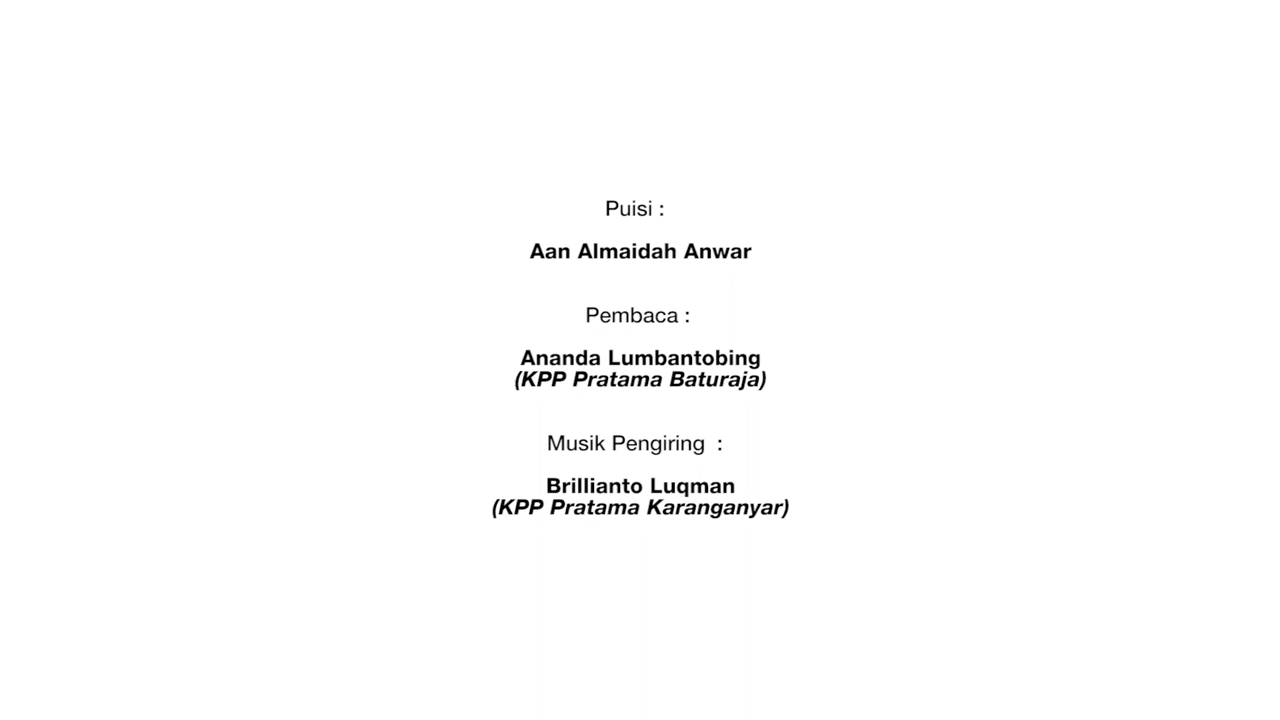 Puisi :
Aan Almaidah Anwar
Pembaca :
Ananda Lumbantobing
(KPP Pratama Baturaja)
Musik Pengiring  :
Brillianto Luqman
(KPP Pratama Karanganyar)